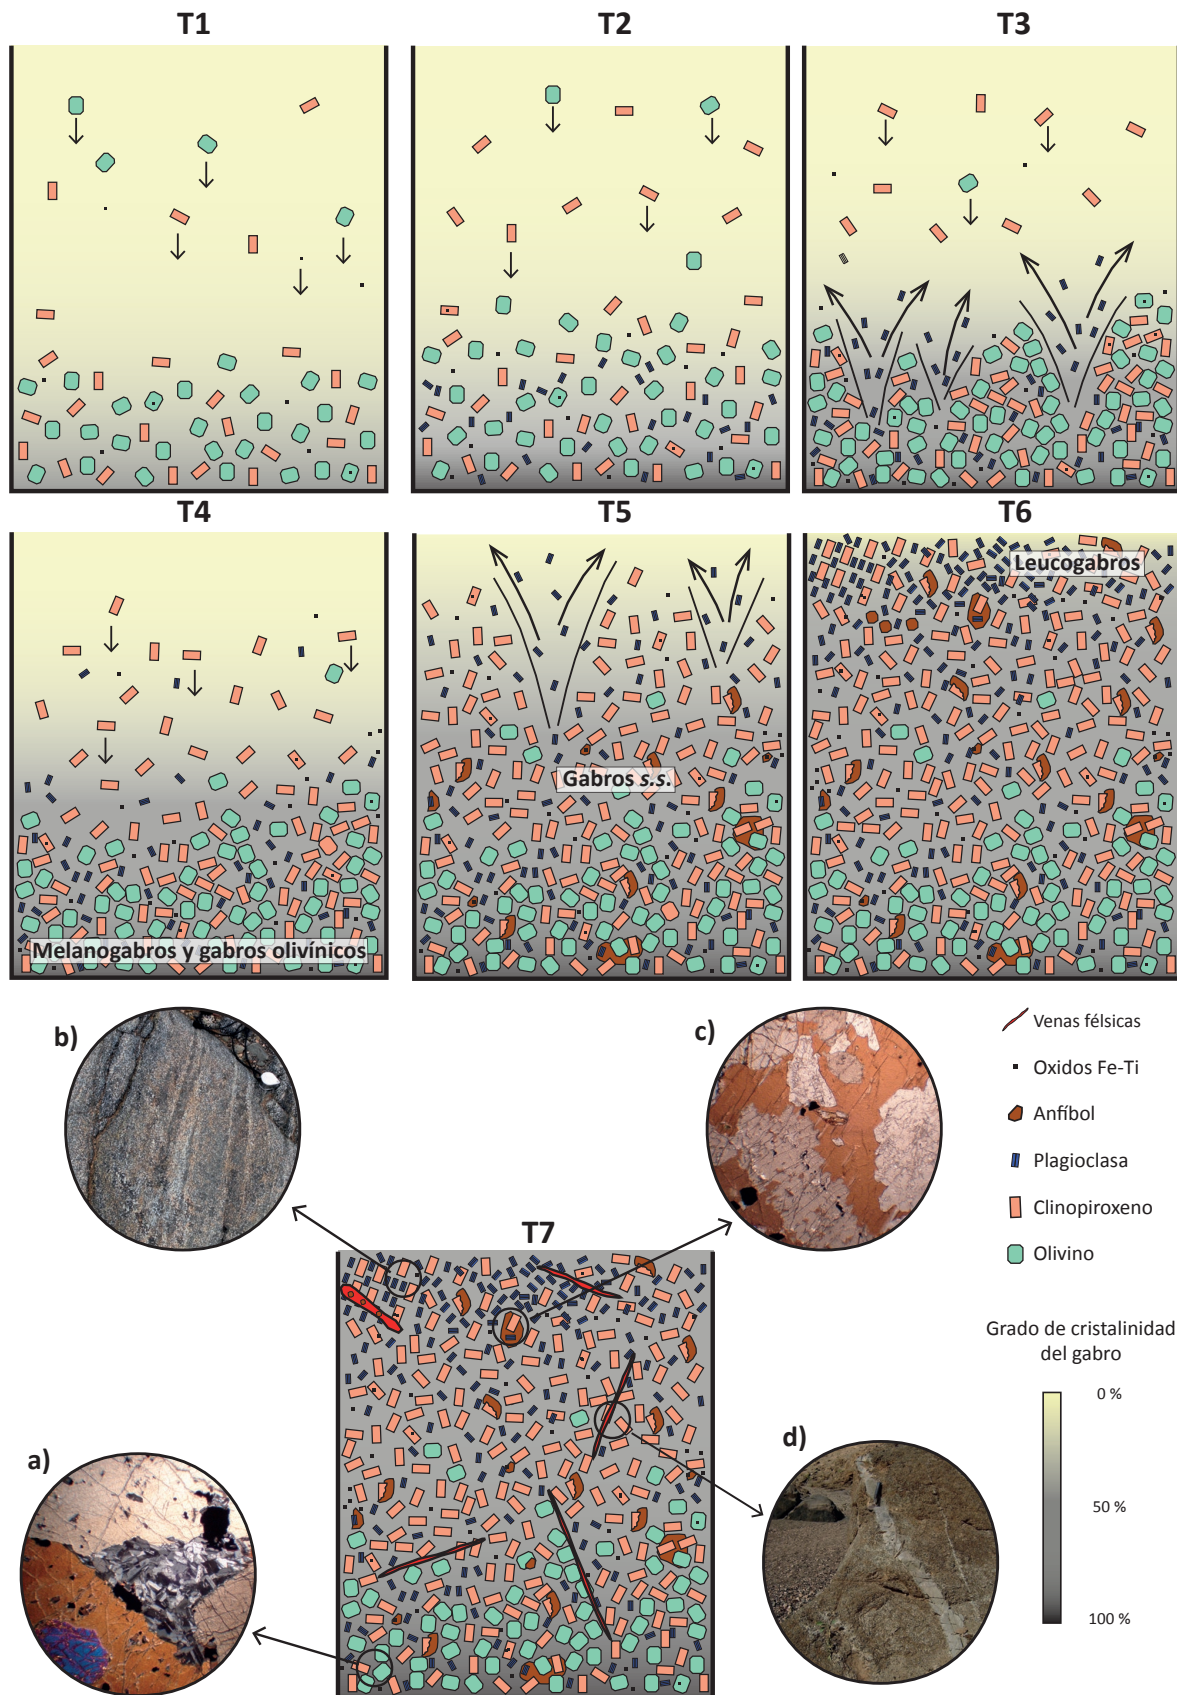 T1
T2
T3
T4
T5
T6
Leucogabros
Gabros s.s.
Melanogabros y gabros olivínicos
b)
c)
Venas félsicas
Oxidos Fe-Ti
Anfíbol
Plagioclasa
Clinopiroxeno
Olivino
T7
Grado de cristalinidad
del gabro
0 %
50 %
100 %
a)
d)